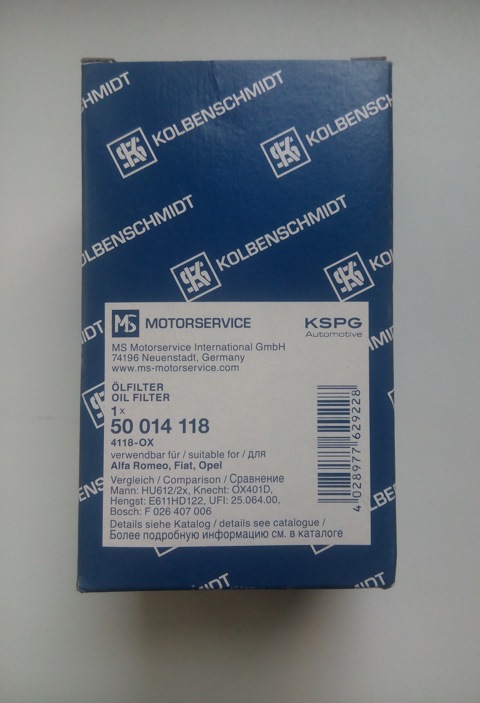 HMIDT
KOLBENSCHMIDT
KOLBENSCHM
KOLBENSCHMIDT
KOLBENSCHMIDT
MS MOTORSERVICE
KSPG
Automotive
MS Motorservice International GmbH
74196 Neuenstadt, Germany
www.ms-motorservice.com
ÖLFILTER
OIL FILTER
1x
50 014 118
4118-OX
verwendbar für / suitable for / для
Alfa Romeo, Fiat, Opel
Vergleich / Comparison / Сравнение
Mann: HU612/2x, Knecht: OX401D,
Hengst: E611HD122, UFI: 25.064.00,
Bosch: F 026 407 006
Details siehe Katalog / details see catalogue /
Более подробную информацию см. в каталоге
4 028977 629228